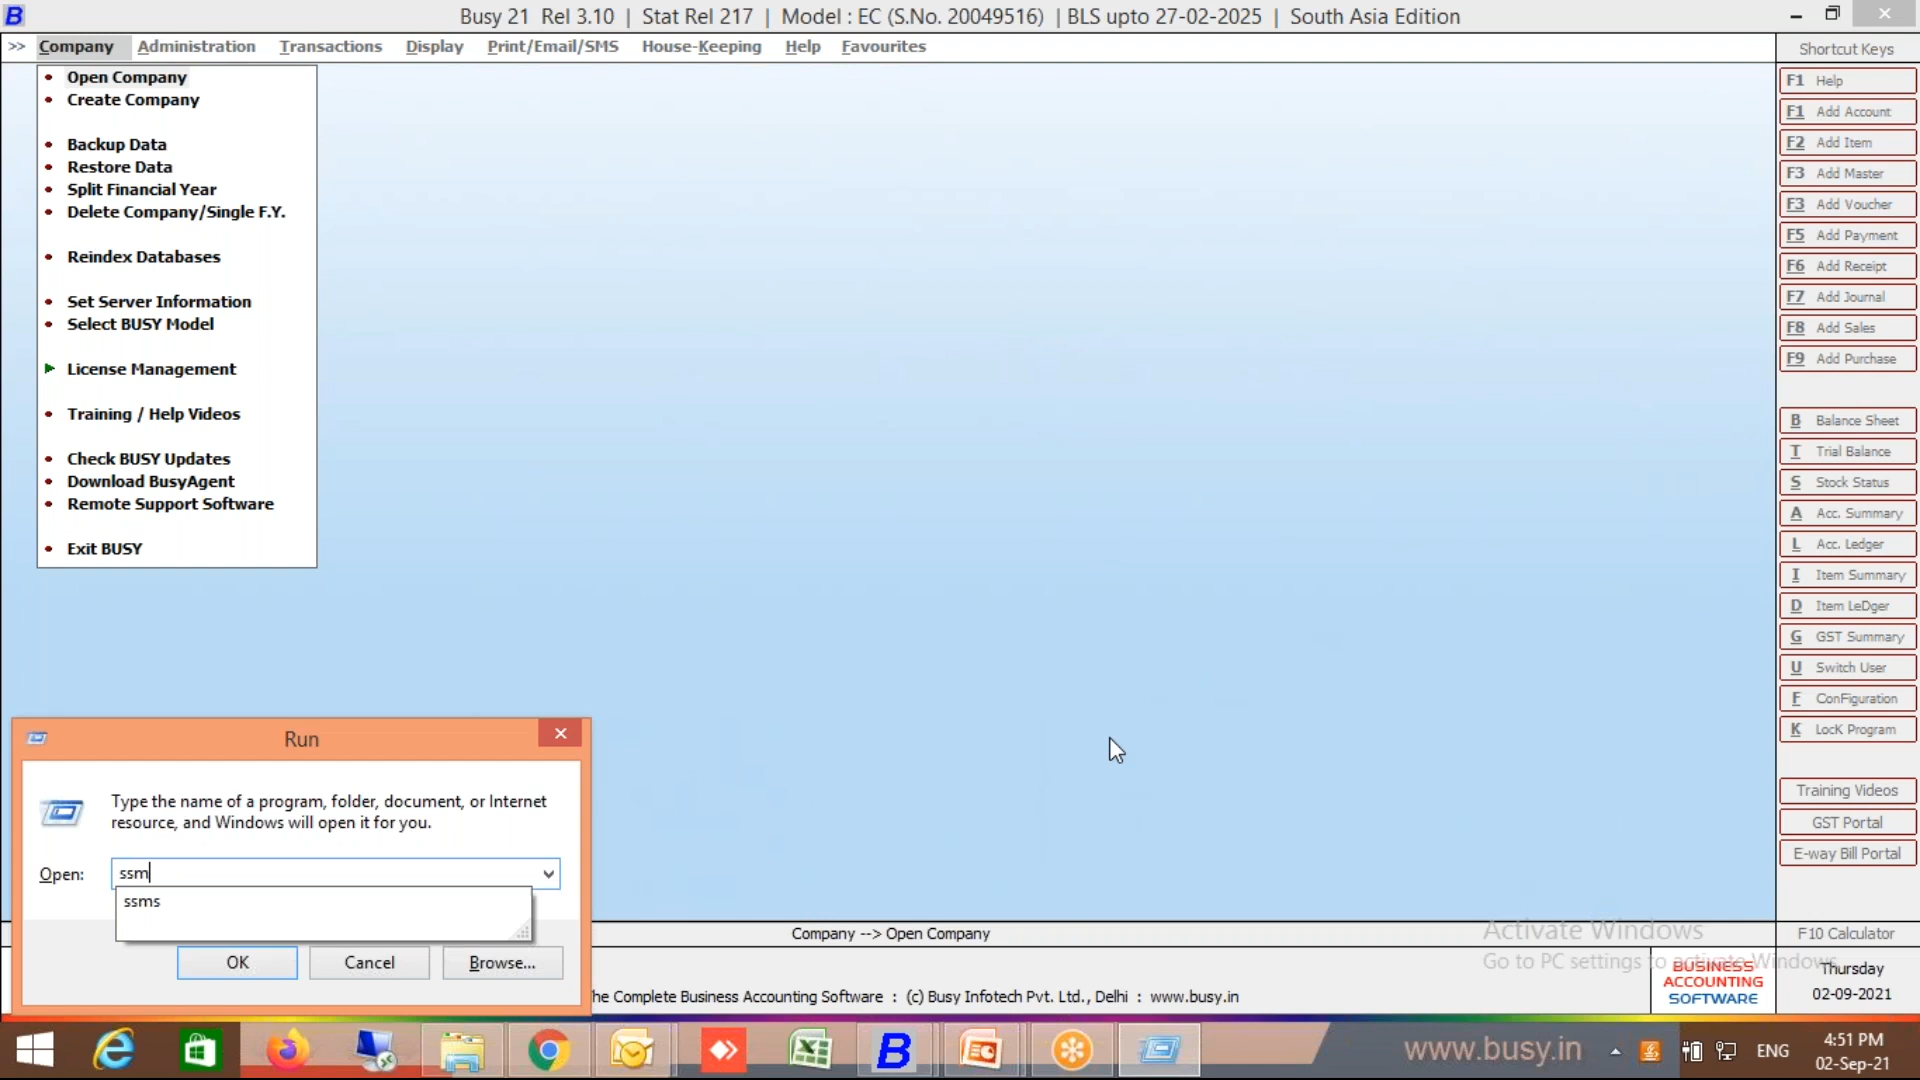 B Busy 21 Rel 3.10 | Stat Rel 217 | Model : EC (S.No. 20049516) | BLS upto 27-02-2025 | South Asia Edition
>> Company Administration Transactions Display Print/Email/SMS House-Keeping Help Favourites
Open Company
Create Company
Backup Data
Restore Data
Split Financial Year
Delete Company/Single F.Y.
Reindex Databases
Set Server Information
Select BUSY Model
License Management
Training / Help Videos
Check BUSY Updates
Download BusyAgent
Remote Support Software
Exit BUSY
Shortcut Keys
F1 Help
F1 Add Account
F2 Add Item
F3 Add Master
F3 Add Voucher
F5 Add Payment
F6 Add Receipt
F7 Add Journal
F8 Add Sales
F9 Add Purchase
B Balance Sheet
T Trial Balance
S Stock Status
A Acc. Summary
L Acc. Ledger
I Item Summary
D Item LeDger
G GST Summary
U Switch User
F ConFiguration
K LocK Program
Training Videos
GST Portal
E-way Bill Portal
Run
Type the name of a program, folder, document, or Internet
resource, and Windows will open it for you.
Open: ssm
ssms
OK Cancel Browse...
Company --> Open Company
Activate Windows
Go to PC settings to activate Windows.
F10 Calculator
he Complete Business Accounting Software : (c) Busy Infotech Pvt. Ltd., Delhi : www.busy.in
BUSINESS
ACCOUNTING
SOFTWARE
Thursday
02-09-2021
B
www.busy.in
ENG
4:51 PM
02-Sep-21